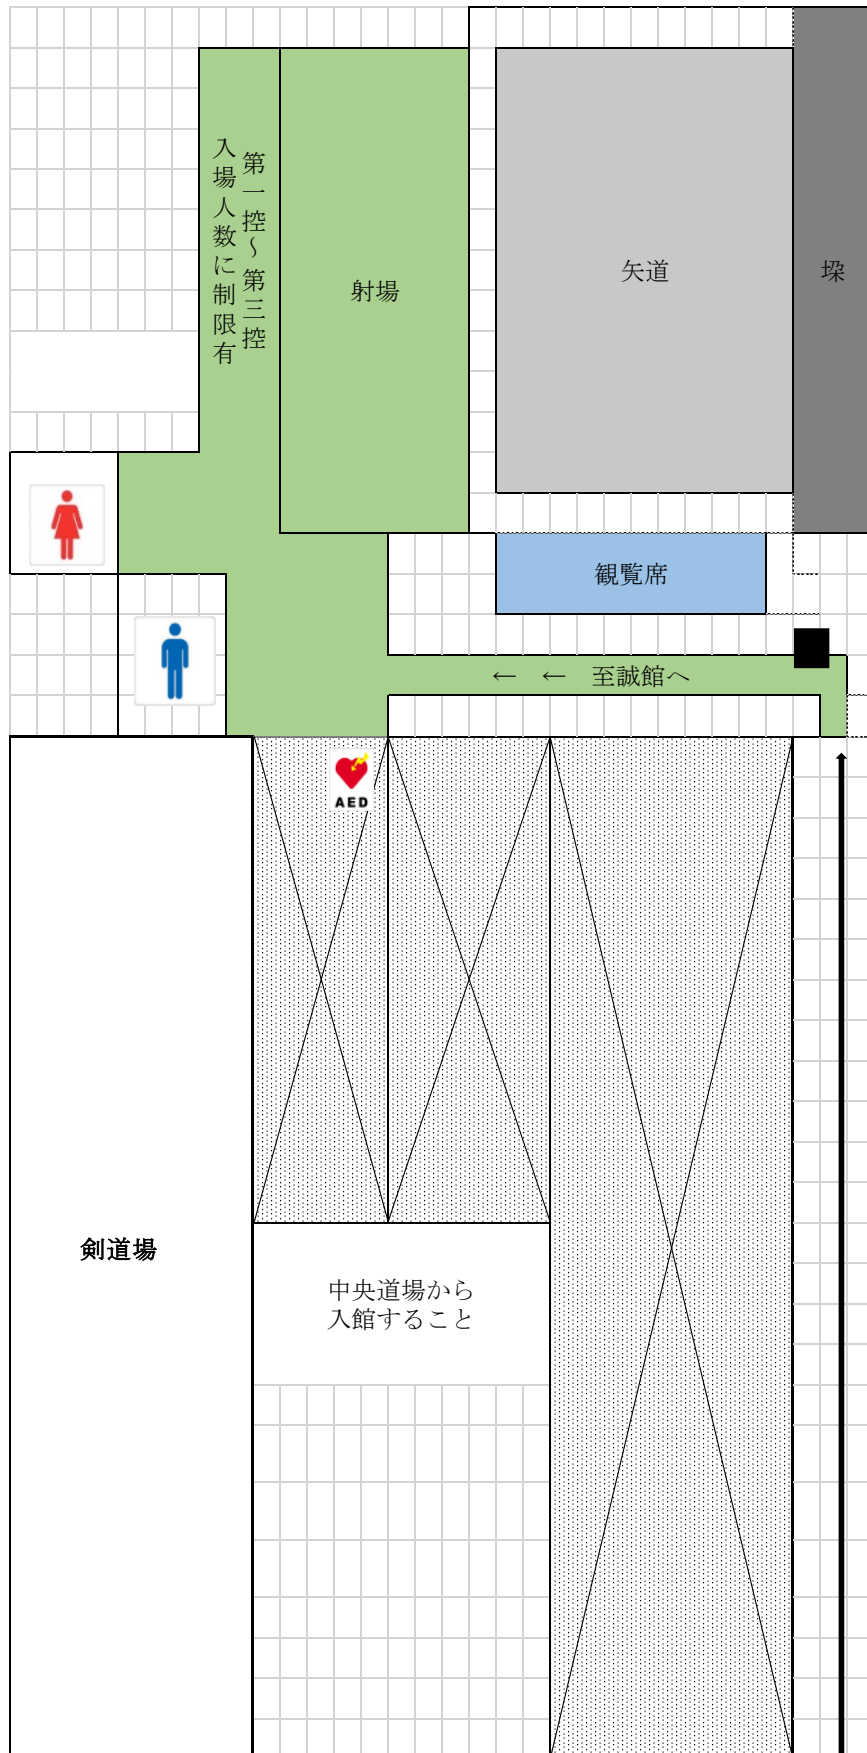 第一控～第三控
入場人数に制限有
射場
矢道
垜
観覧席
← ← 至誠館へ
AED
剣道場
中央道場から
入館すること